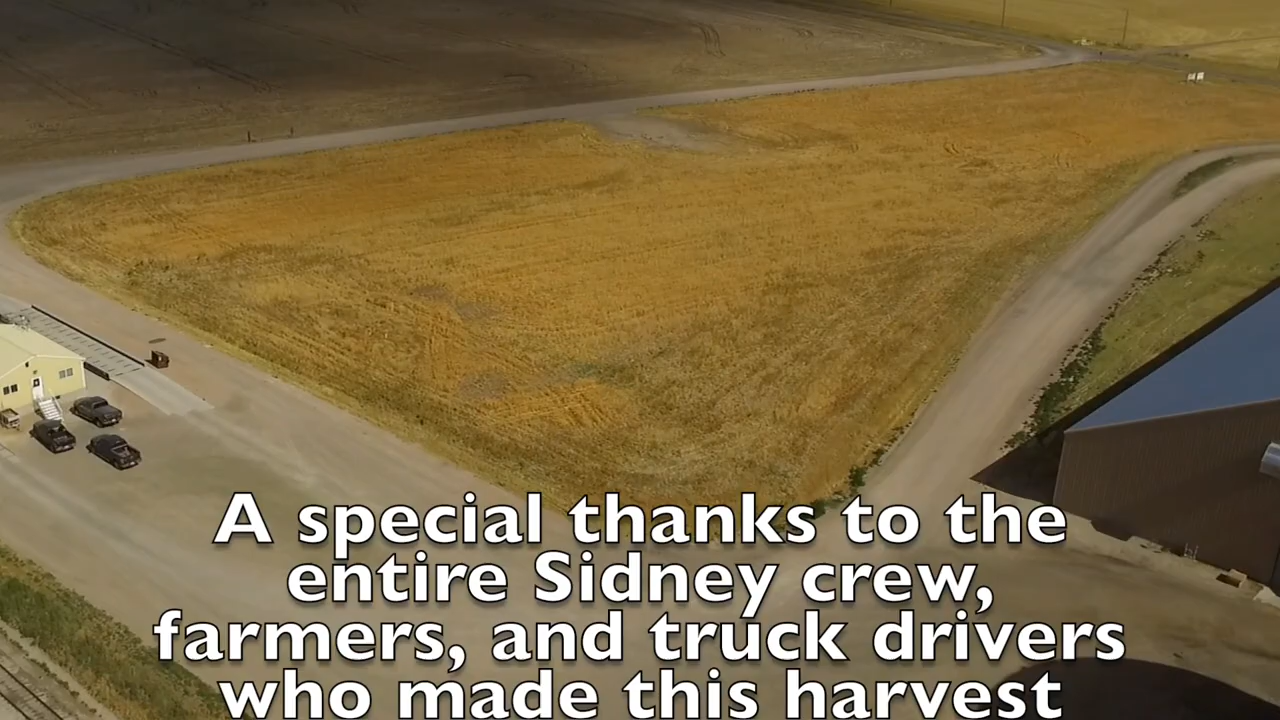 A special thanks to the
entire Sidney crew,
farmers, and truck drivers
who made this harvest